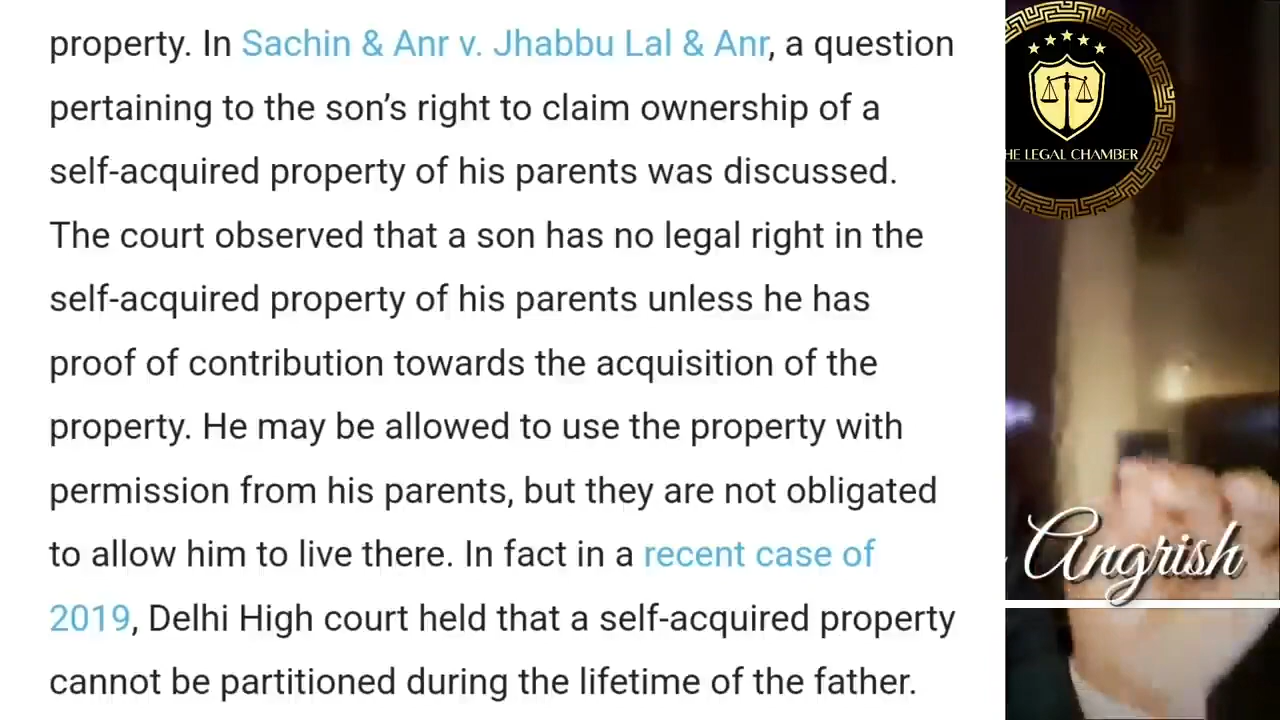 property. In Sachin & Anr v. Jhabbu Lal & Anr, a question
pertaining to the son’s right to claim ownership of a
self-acquired property of his parents was discussed.
The court observed that a son has no legal right in the
self-acquired property of his parents unless he has
proof of contribution towards the acquisition of the
property. He may be allowed to use the property with
permission from his parents, but they are not obligated
to allow him to live there. In fact in a recent case of
2019, Delhi High court held that a self-acquired property
cannot be partitioned during the lifetime of the father.
HE LEGAL CHAMBER
Angrish